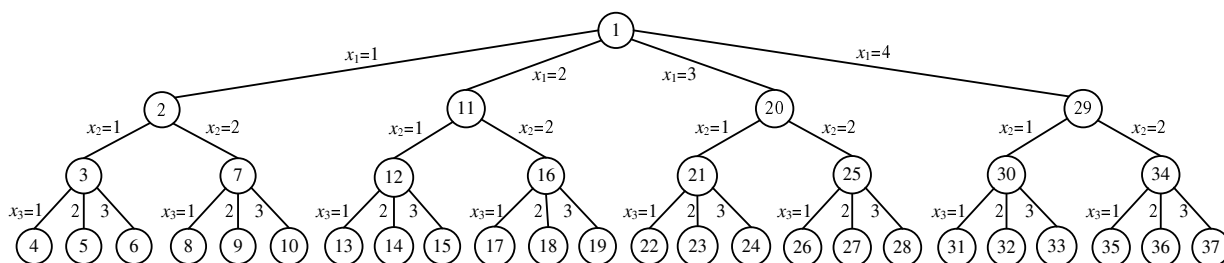 1
x₁=1 x₁=2 x₁=3 x₁=4
2 11 20 29
x₂=1 x₂=2 x₂=1 x₂=2 x₂=1 x₂=2 x₂=1 x₂=2
3 7 12 16 21 25 30 34
x₃=1 2 3 x₃=1 2 3 x₃=1 2 3 x₃=1 2 3 x₃=1 2 3 x₃=1 2 3 x₃=1 2 3 x₃=1 2 3
4 5 6 8 9 10 13 14 15 17 18 19 22 23 24 26 27 28 31 32 33 35 36 37